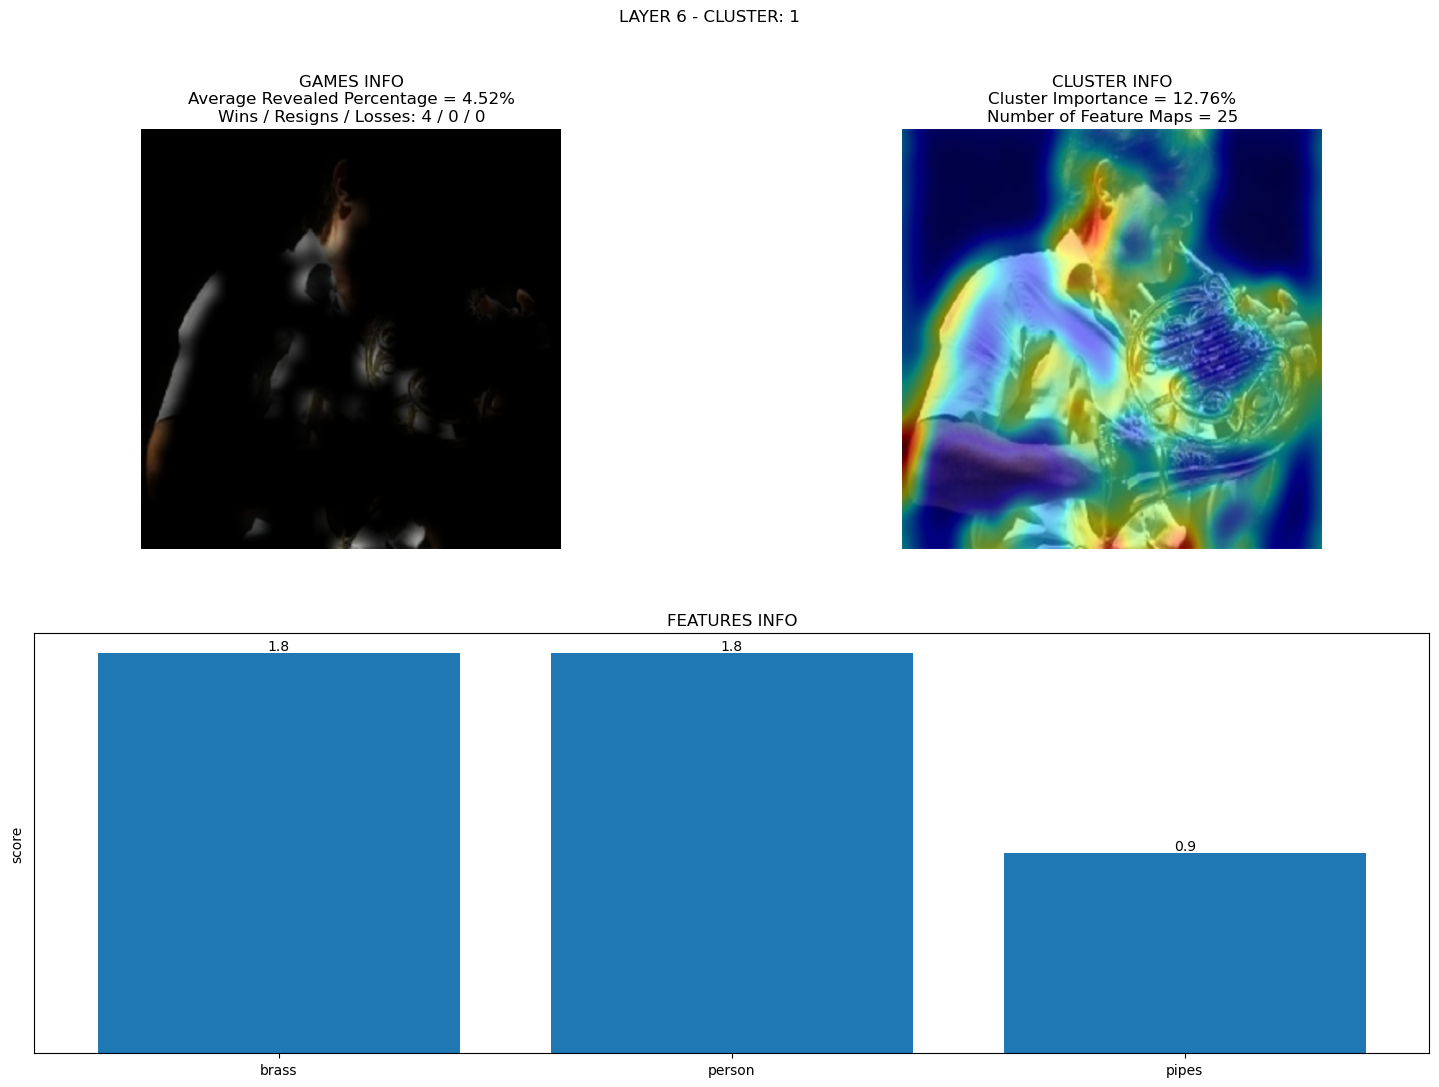 LAYER 6 - CLUSTER: 1
GAMES INFO
Average Revealed Percentage = 4.52%
Wins / Resigns / Losses: 4 / 0 / 0
CLUSTER INFO
Cluster Importance = 12.76%
Number of Feature Maps = 25
FEATURES INFO
score
1.8
1.8
0.9
brass
person
pipes